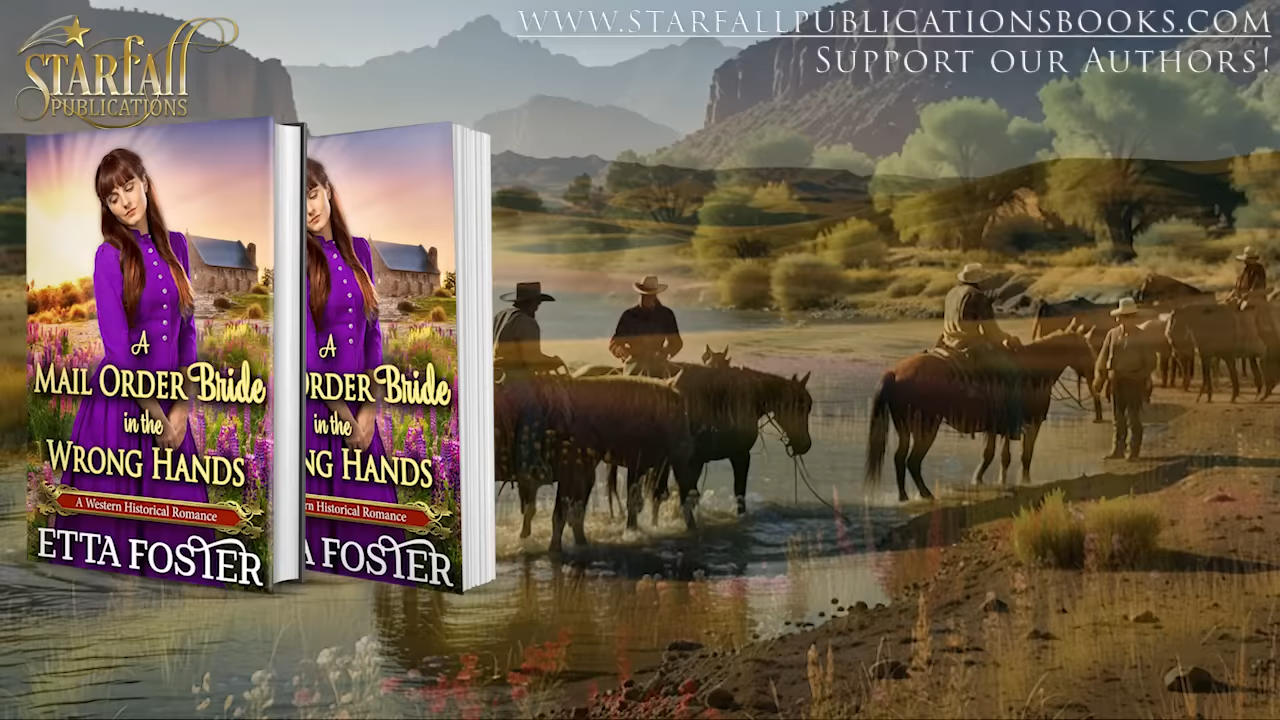 STARfall
PUBLICATIONS
www.starfallpublicationsbooks.com
Support our Authors!
A
Mail Order Bride
in the
Wrong Hands
A Western Historical Romance
ETTA FOSTER
A
Order Bride
in the
ng Hands
rn Historical Romance
A FOSTER